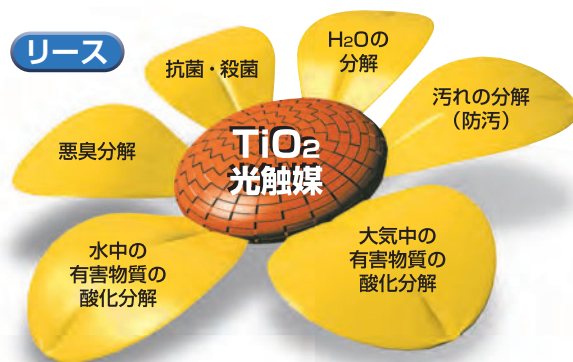 リース
抗菌・殺菌
H2Oの
分解
汚れの分解
（防汚）
悪臭分解
TiO2
光触媒
水中の
有害物質の
酸化分解
大気中の
有害物質の
酸化分解